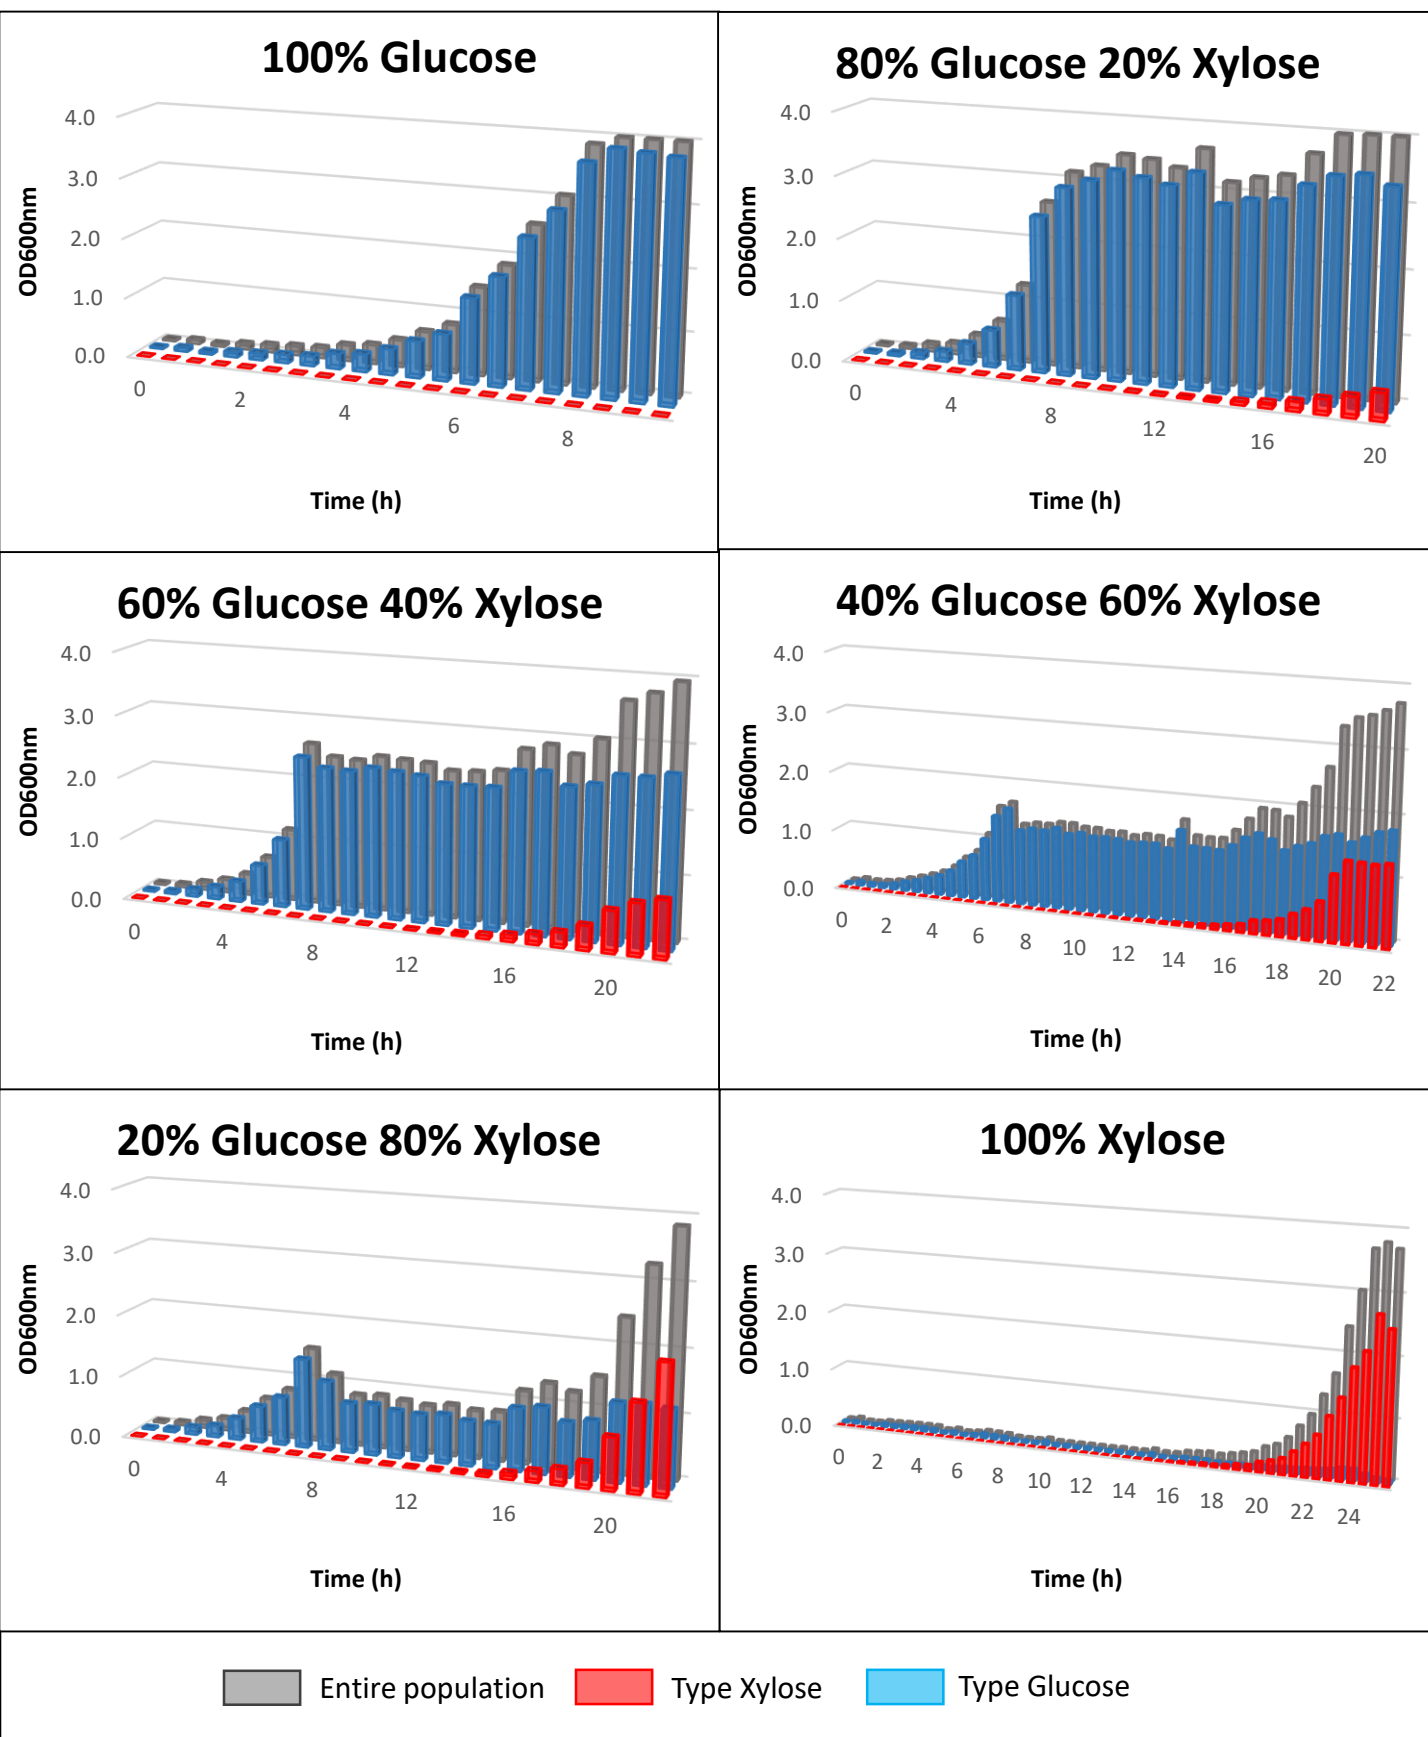 100% Glucose
4.0
3.0
2.0
1.0
0.0
OD600nm
0 2 4 6 8
Time (h)
80% Glucose 20% Xylose
4.0
3.0
2.0
1.0
0.0
OD600nm
0 4 8 12 16 20
Time (h)
60% Glucose 40% Xylose
4.0
3.0
2.0
1.0
0.0
OD600nm
0 4 8 12 16 20
Time (h)
40% Glucose 60% Xylose
4.0
3.0
2.0
1.0
0.0
OD600nm
0 2 4 6 8 10 12 14 16 18 20 22
Time (h)
20% Glucose 80% Xylose
4.0
3.0
2.0
1.0
0.0
OD600nm
0 4 8 12 16 20
Time (h)
100% Xylose
4.0
3.0
2.0
1.0
0.0
OD600nm
0 2 4 6 8 10 12 14 16 18 20 22 24
Time (h)
Entire population Type Xylose Type Glucose